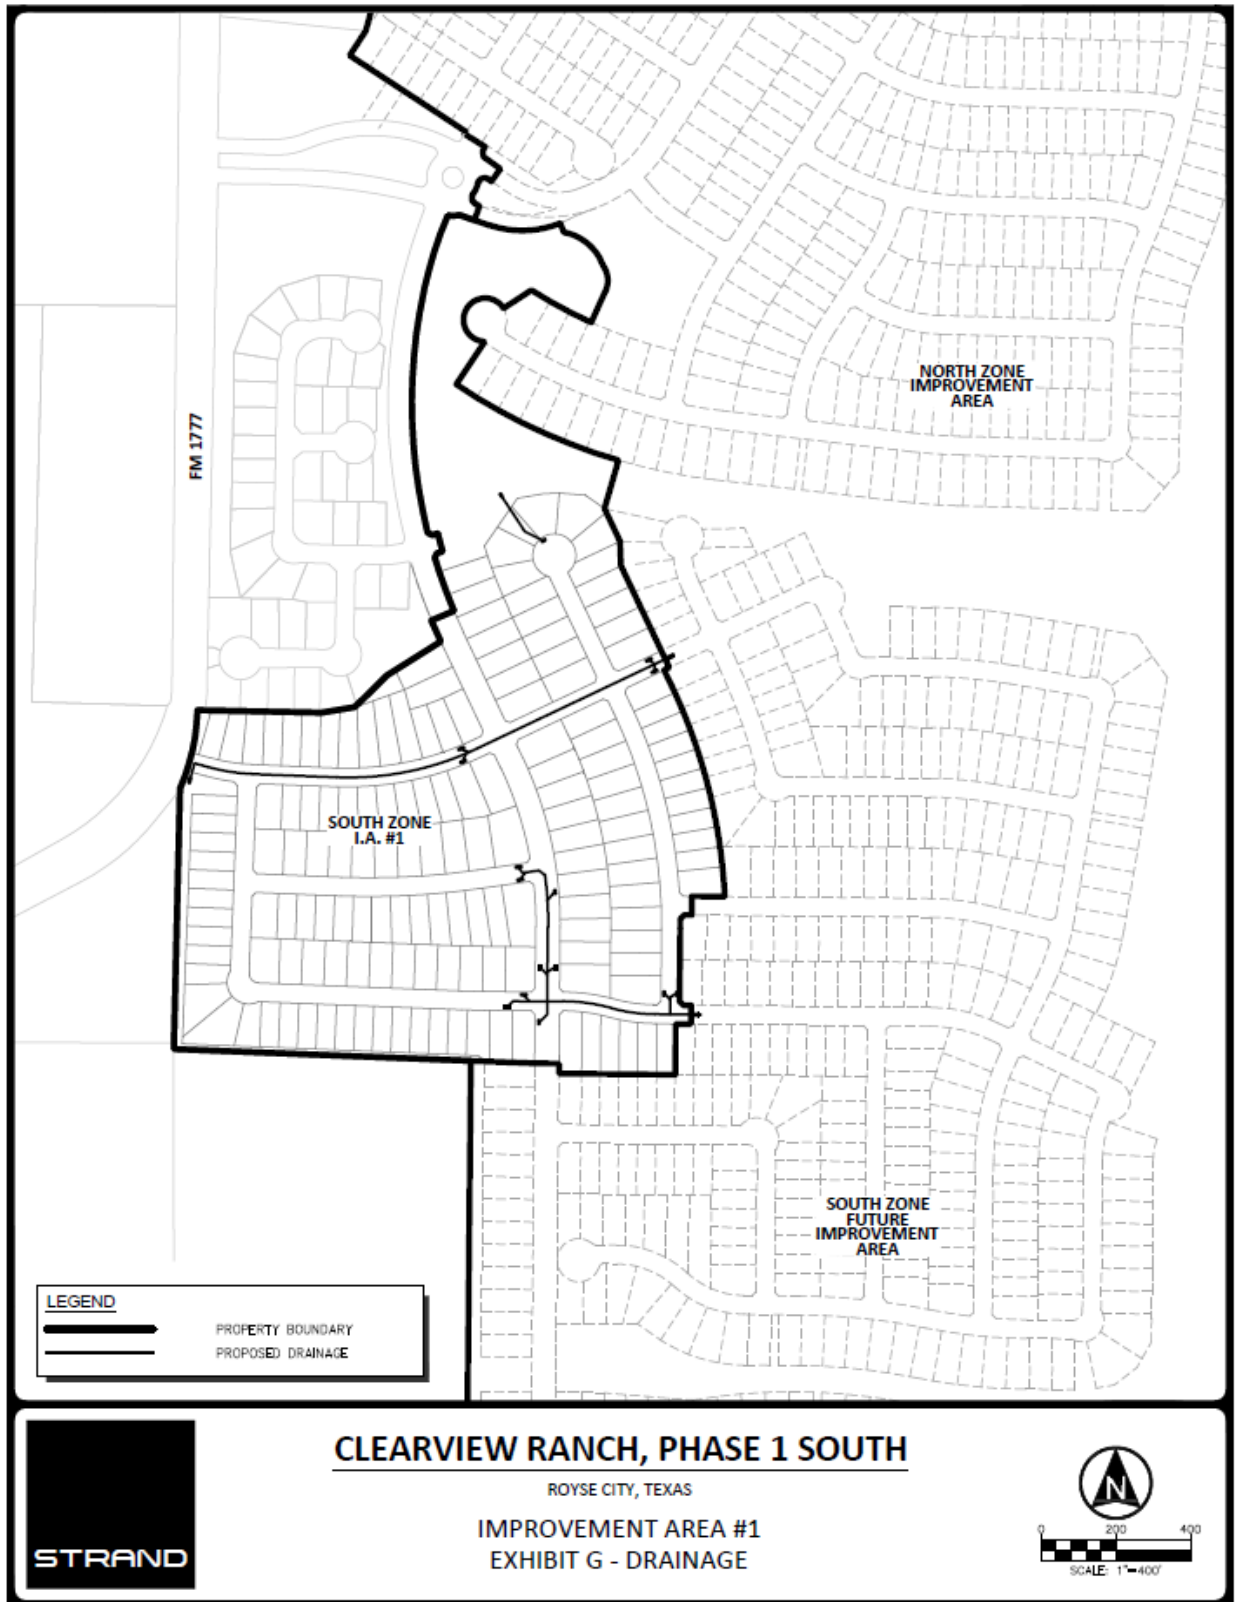 NORTH ZONE
IMPROVEMENT
AREA
FM 1777
SOUTH ZONE
I.A. #1
SOUTH ZONE
FUTURE
IMPROVEMENT
AREA
LEGEND
PROPERTY BOUNDARY
PROPOSED DRAINAGE
STRAND
CLEARVIEW RANCH, PHASE 1 SOUTH
ROYSE CITY, TEXAS
IMPROVEMENT AREA #1
EXHIBIT G - DRAINAGE
N
0 200 400
SCALE: 1"=400'